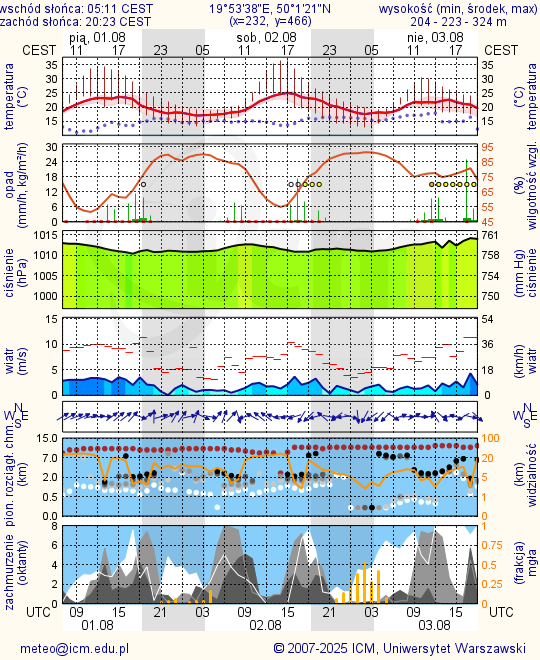 wschód słońca: 05:11 CEST 19°53'38"E, 50°1'21"N wysokość (min, środek, max)
zachód słońca: 20:23 CEST (x=232, y=466) 204 - 223 - 324 m
pią, 01.08 sob, 02.08 nie, 03.08
CEST 11 17 23 05 11 17 23 05 11 17 CEST
temperatura (°C) 35 30 25 20 15 10 35 30 25 20 15 10 (°C) temperatura
opad (mm/h, kg/m²/h) 30 24 18 12 6 0 95 85 75 65 55 45 (%) wilgotność wzgl.
ciśnienie (hPa) 1015 1010 1005 1000 761 758 754 750 (mm Hg) ciśnienie
wiatr (m/s) 15 10 5 0 54 36 18 0 (km/h) wiatr
N W E S N W E S
pion. rozciągł. chm. (km) 15.0 7.0 2.0 0.5 0.0 100 20 5 1 0 (km) widzialność
zachmurzenie (oktanty) 8 6 4 2 0 1 0.75 0.5 0.25 0 (frakcja) mgła
UTC 09 15 21 03 09 15 21 03 09 15 UTC
01.08 02.08 03.08
meteo@icm.edu.pl © 2007-2025 ICM, Uniwersytet Warszawski